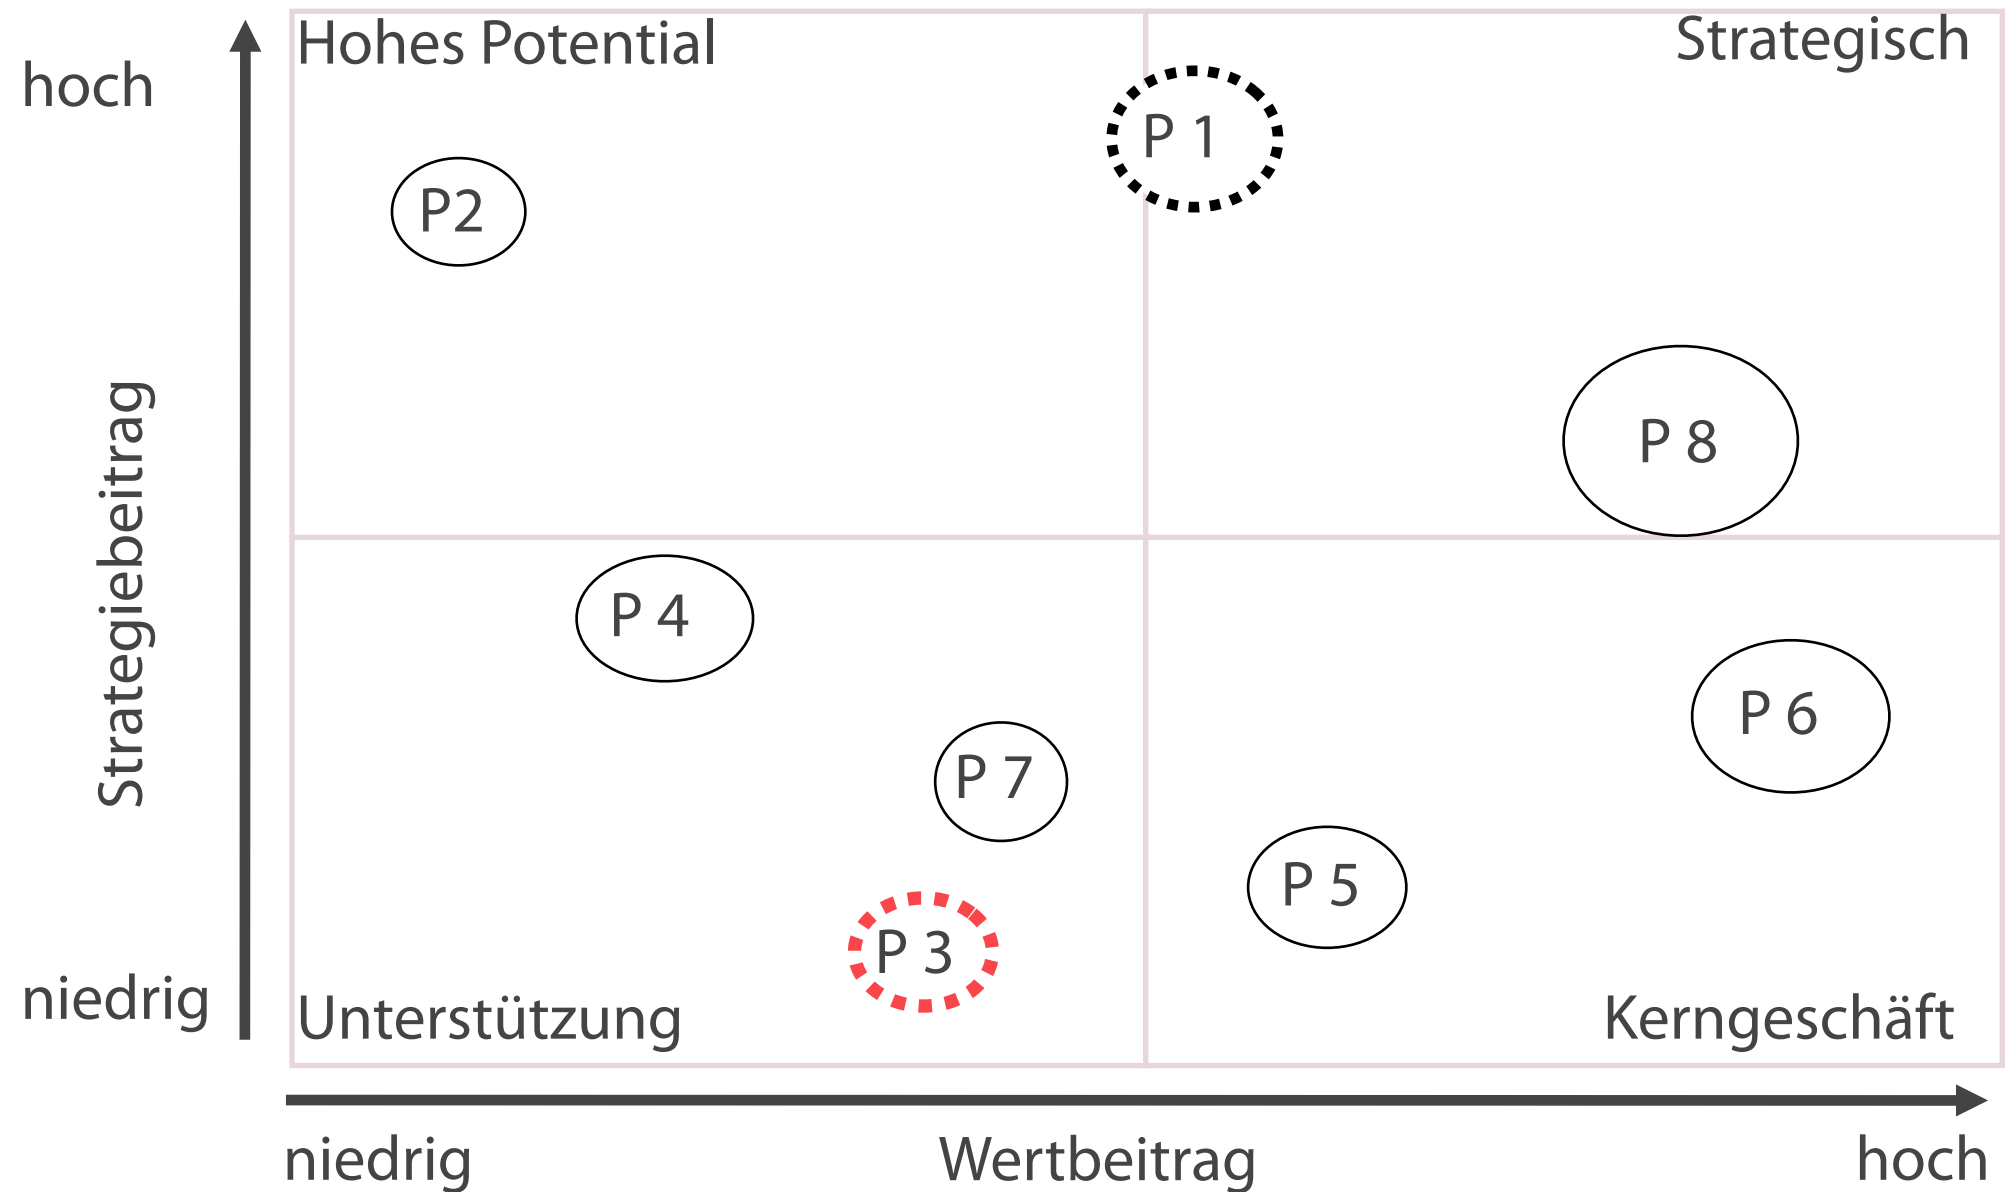 Hohes Potential
Strategisch
hoch
P 1
P2
P 8
Strategiebeitrag
P 4
P 6
P 7
P 5
P 3
niedrig
Unterstützung
Kerngeschäft
niedrig
Wertbeitrag
hoch